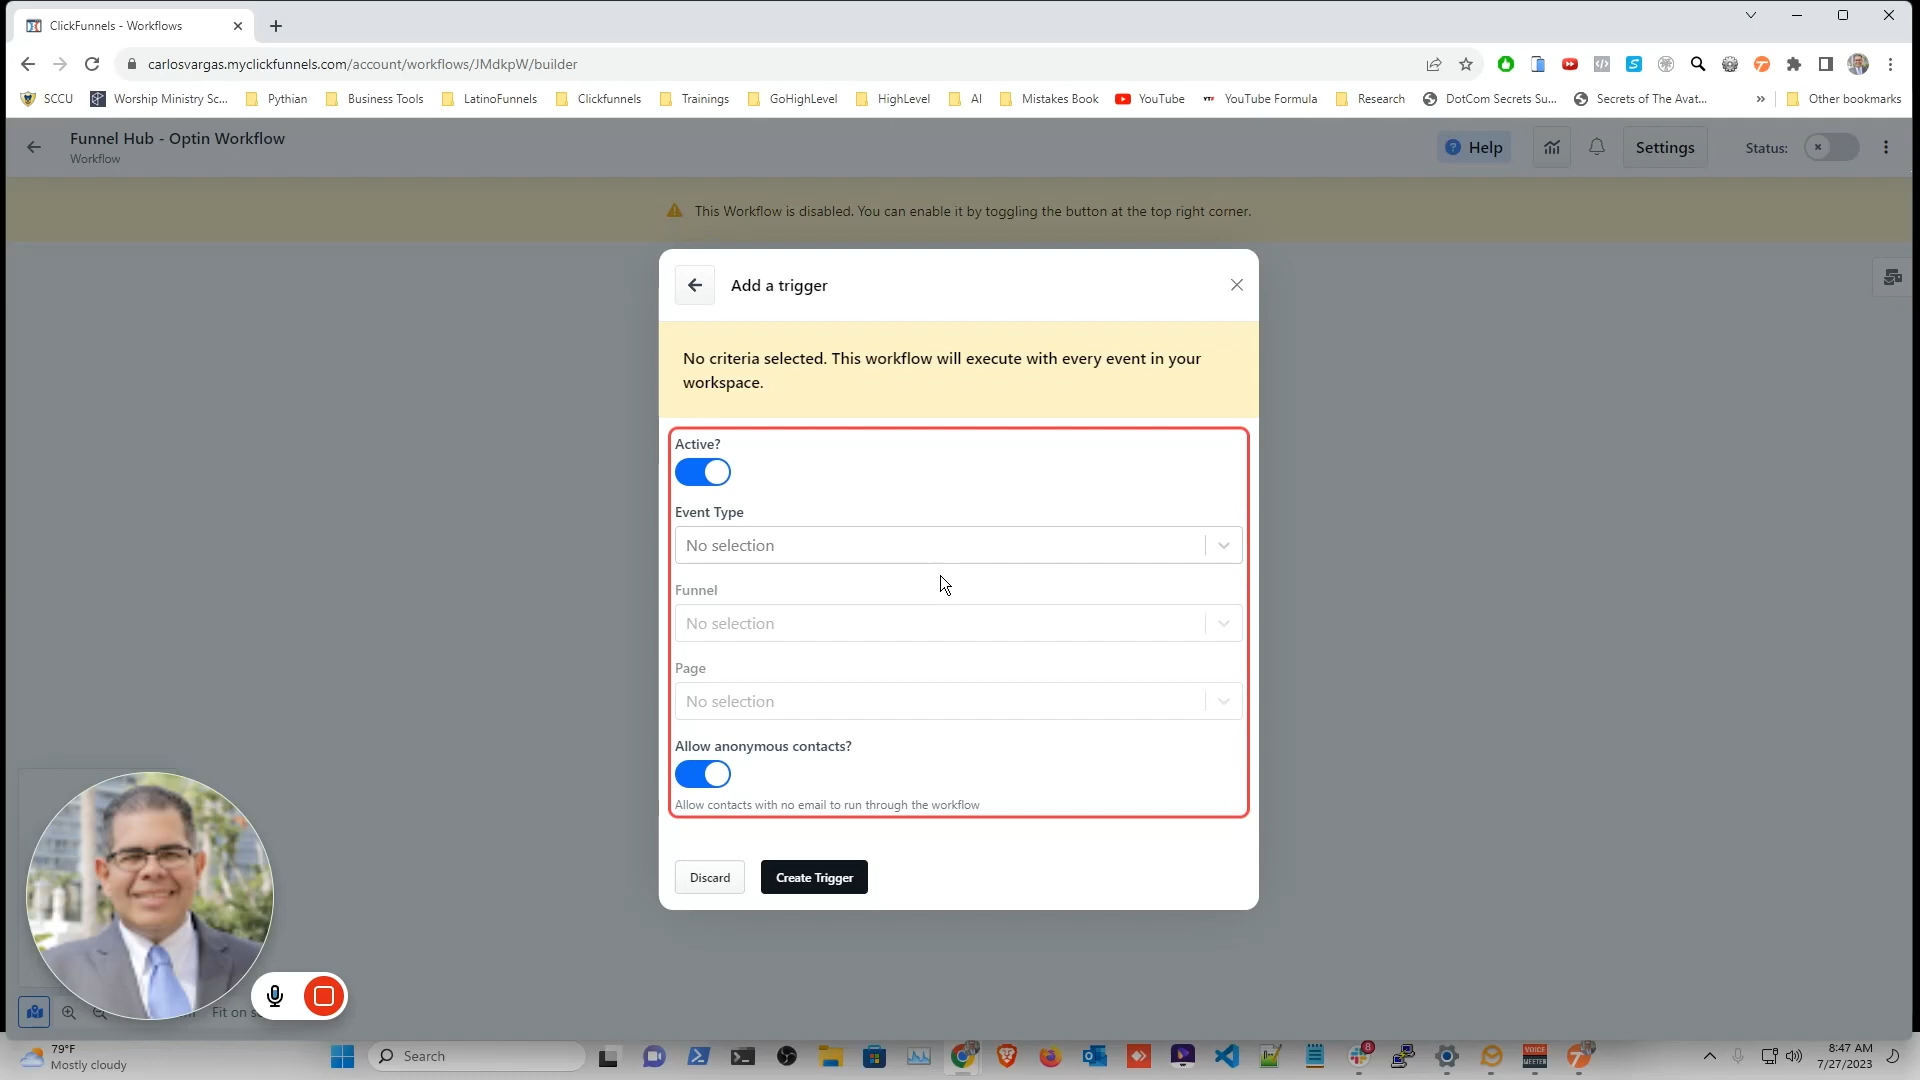 ClickFunnels - Workflows
carlosvargas.myclickfunnels.com/account/workflows/JMdkpW/builder
SCCU
Worship Ministry Sc...
Pythian
Business Tools
LatinoFunnels
Clickfunnels
Trainings
GoHighLevel
HighLevel
AI
Mistakes Book
YouTube
YouTube Formula
Research
DotCom Secrets Su...
Secrets of The Avat...
»
Other bookmarks
Funnel Hub - Optin Workflow
Workflow
Help
Settings
Status:
This Workflow is disabled. You can enable it by toggling the button at the top right corner.
Add a trigger
No criteria selected. This workflow will execute with every event in your
workspace.
Active?
Event Type
No selection
Funnel
No selection
Page
No selection
Allow anonymous contacts?
Allow contacts with no email to run through the workflow
Discard
Create Trigger
Fit on
79°F
Mostly cloudy
Search
8
VOICE
MEETER
8:47 AM
7/27/2023